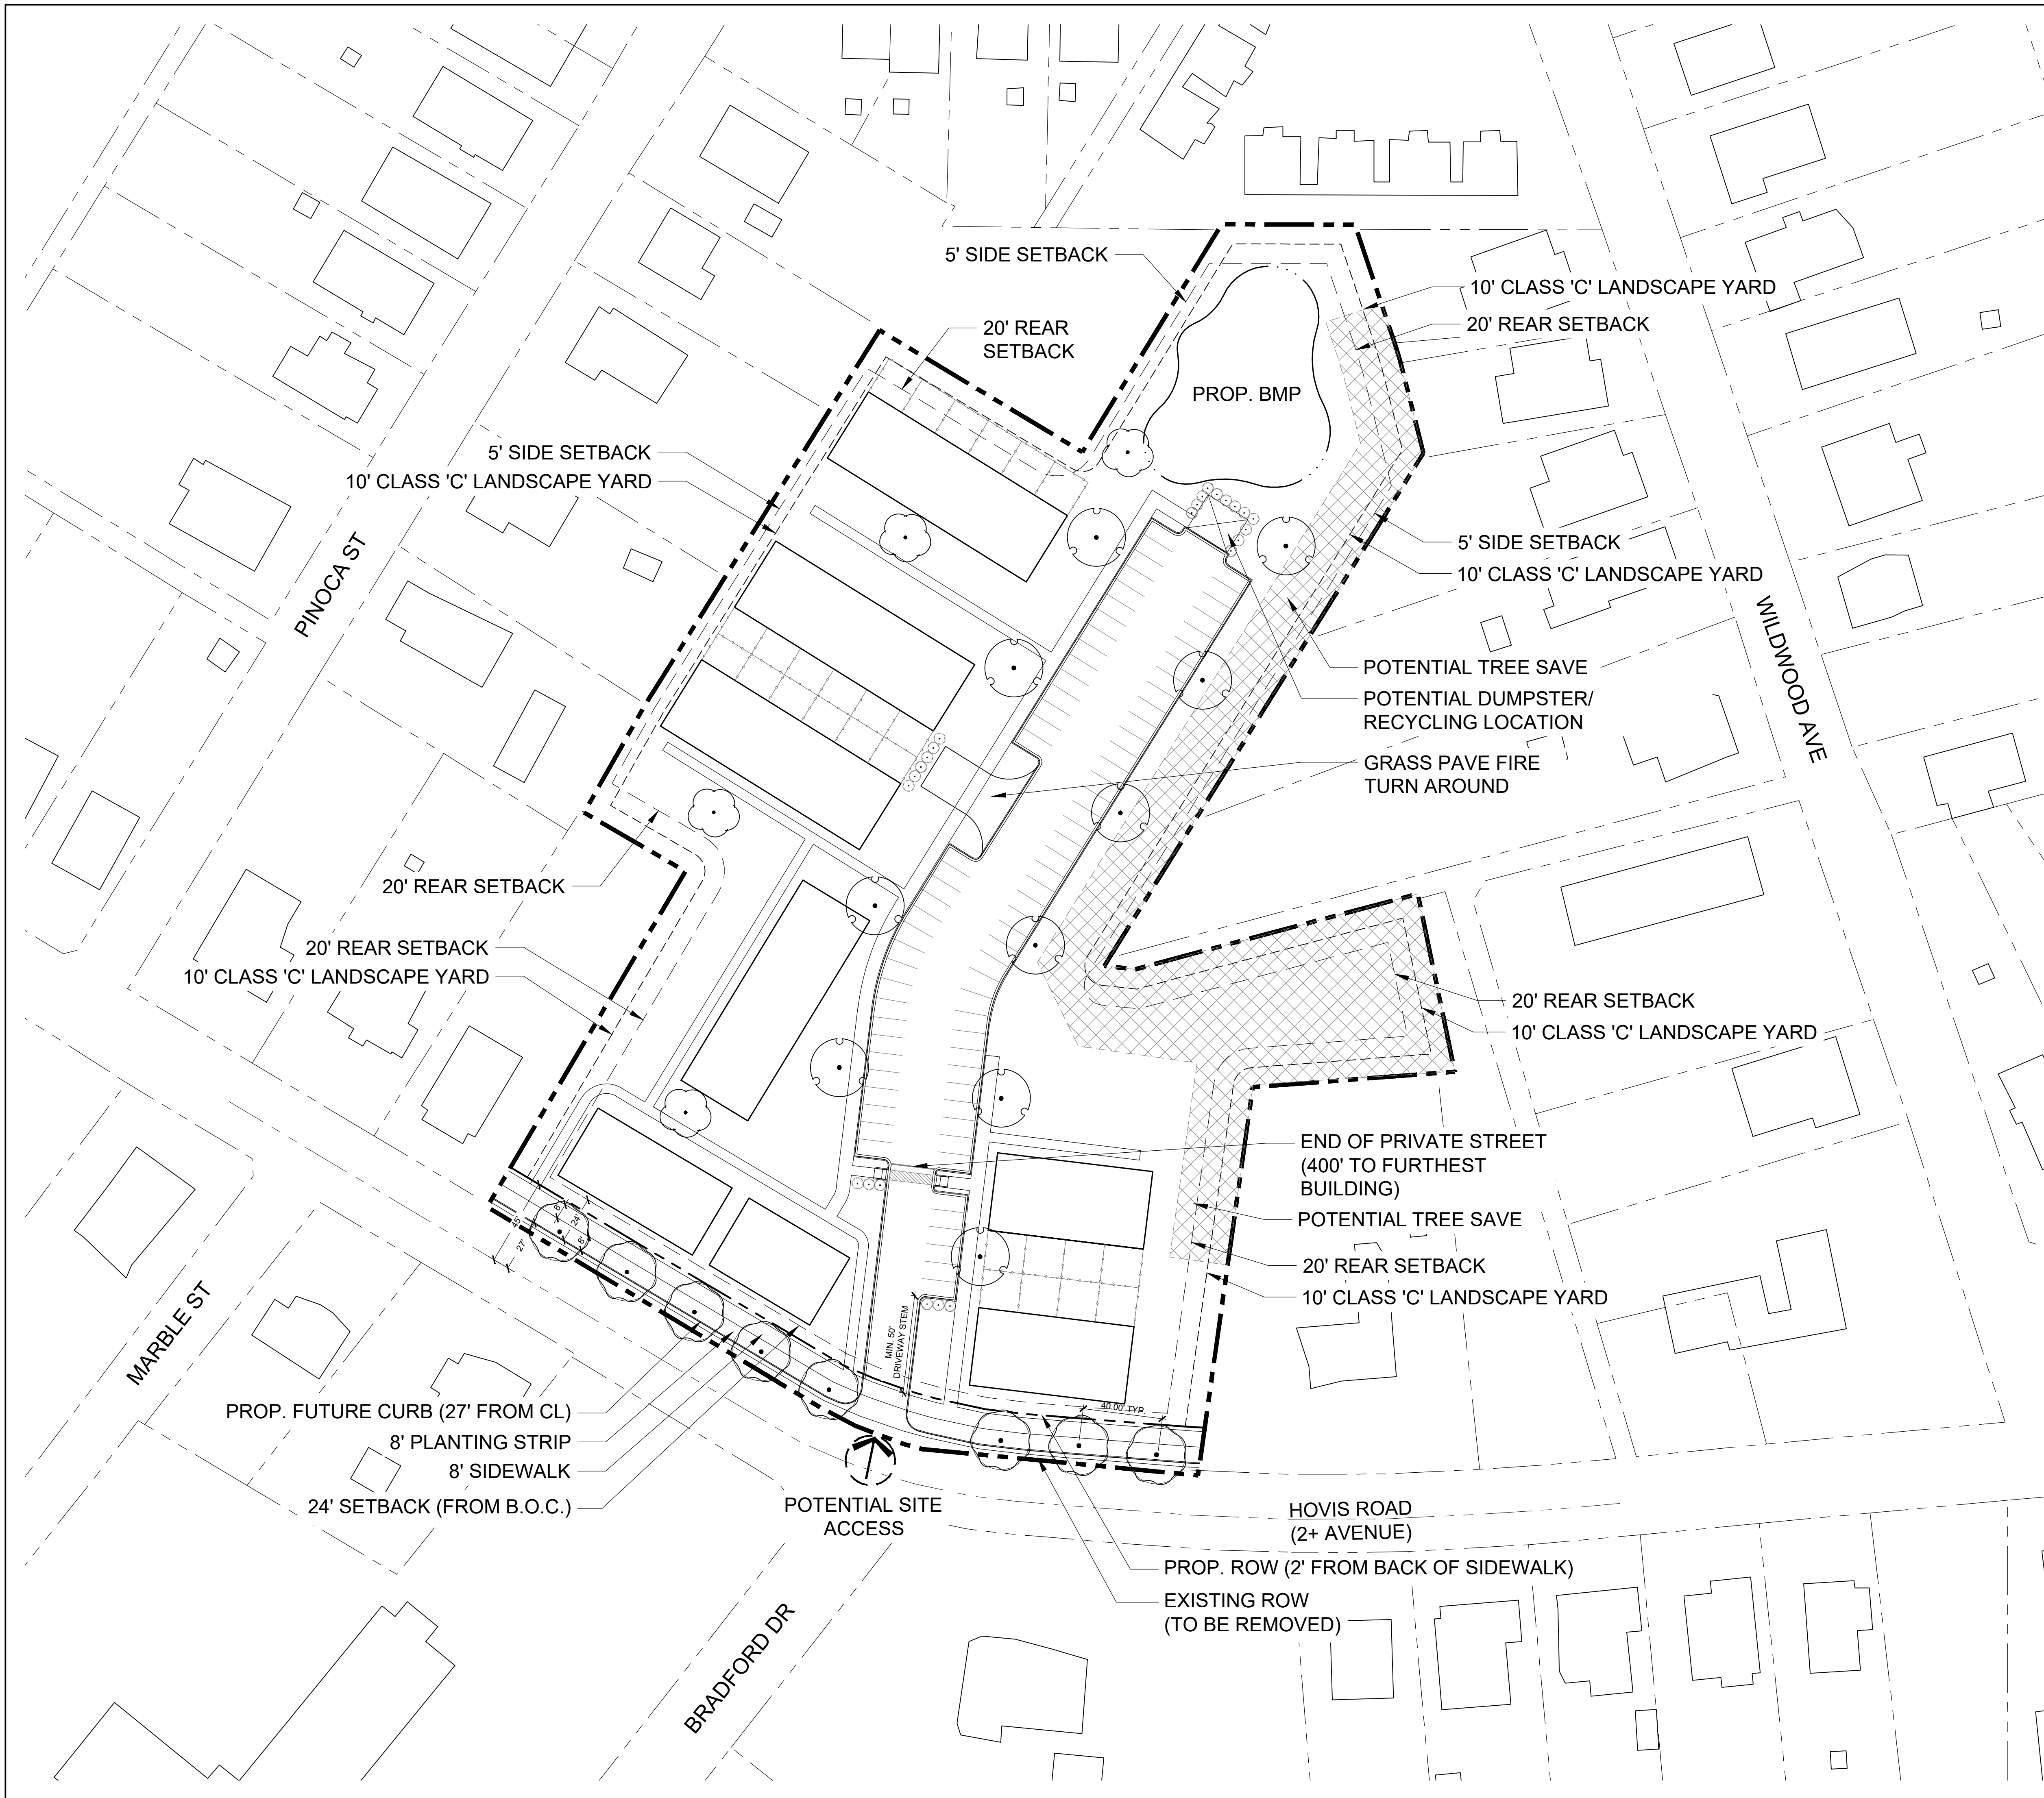 5' SIDE SETBACK
10' CLASS 'C' LANDSCAPE YARD
20' REAR SETBACK
20' REAR
SETBACK
PROP. BMP
5' SIDE SETBACK
10' CLASS 'C' LANDSCAPE YARD
PINOCA ST
5' SIDE SETBACK
10' CLASS 'C' LANDSCAPE YARD
WILDWOOD AVE
POTENTIAL TREE SAVE
POTENTIAL DUMPSTER/
RECYCLING LOCATION
GRASS PAVE FIRE
TURN AROUND
20' REAR SETBACK
20' REAR SETBACK
10' CLASS 'C' LANDSCAPE YARD
20' REAR SETBACK
10' CLASS 'C' LANDSCAPE YARD
END OF PRIVATE STREET
(400' TO FURTHEST
BUILDING)
POTENTIAL TREE SAVE
20' REAR SETBACK
10' CLASS 'C' LANDSCAPE YARD
45'
27'
8'
24'
8'
MIN. 50'
DRIVEWAY STEM
40.00' TYP.
MARBLE ST
PROP. FUTURE CURB (27' FROM CL)
8' PLANTING STRIP
8' SIDEWALK
24' SETBACK (FROM B.O.C.)
POTENTIAL SITE
ACCESS
HOVIS ROAD
(2+ AVENUE)
PROP. ROW (2' FROM BACK OF SIDEWALK)
EXISTING ROW
(TO BE REMOVED)
BRADFORD DR